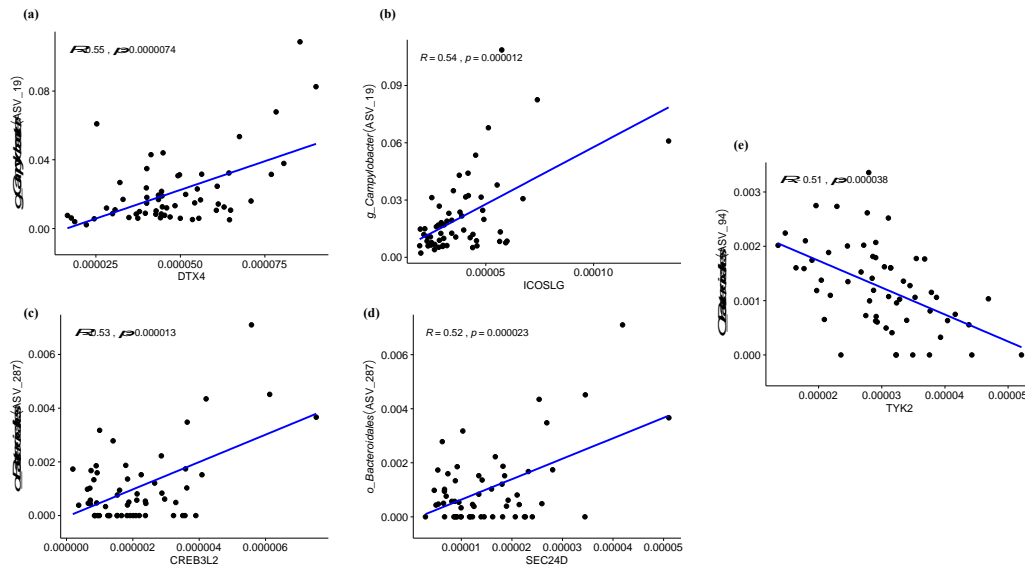 (a)
R 0.55 , p 0.0000074
(ASV_19)
0.08
0.04
0.00
0.000025 0.000050 0.000075
DTX4
(b)
R = 0.54 , p = 0.000012
g_Campylobacter(ASV_19)
0.09
0.06
0.03
0.00
0.00005 0.00010
ICOSLG
(c)
R 0.53 , p 0.000013
(ASV_287)
0.006
0.004
0.002
0.000
0.000000 0.000002 0.000004 0.000006
CREB3L2
(d)
R = 0.52 , p = 0.000023
o_Bacteroidales(ASV_287)
0.006
0.004
0.002
0.000
0.00001 0.00002 0.00003 0.00004 0.00005
SEC24D
(e)
R 0.51 , p 0.000038
(ASV_94)
0.003
0.002
0.001
0.000
0.00002 0.00003 0.00004 0.00005
TYK2